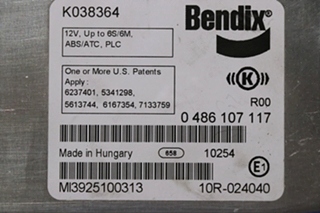 K038364
Bendix
12V, Up to 6S/6M,
ABS/ATC, PLC
One or More U.S. Patents
Apply :
6237401, 5341298,
5613744, 6167354, 7133759
K
R00
0 486 107 117
Made in Hungary 658 10254
E1
MI3925100313 10R-024040